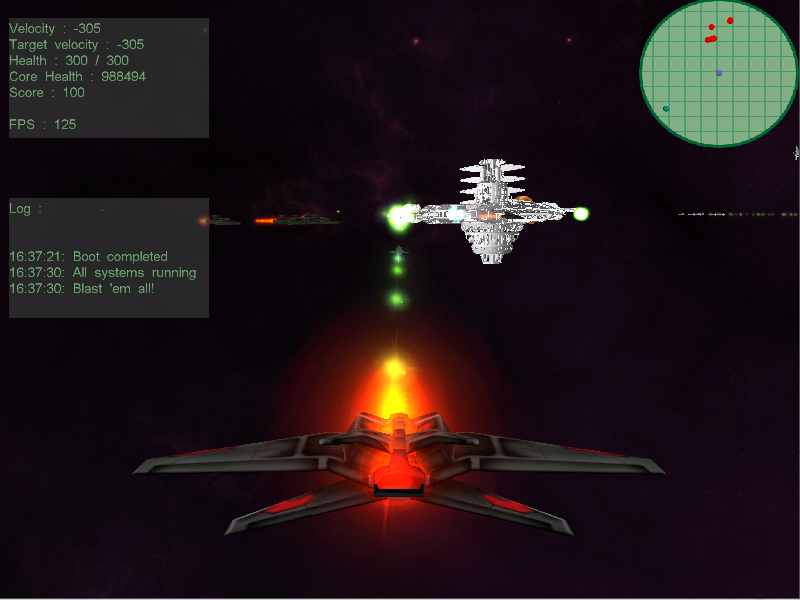 Velocity : -305
Target velocity : -305
Health : 300 / 300
Core Health : 988494
Score : 100
FPS : 125
Log :
16:37:21: Boot completed
16:37:30: All systems running
16:37:30: Blast 'em all!